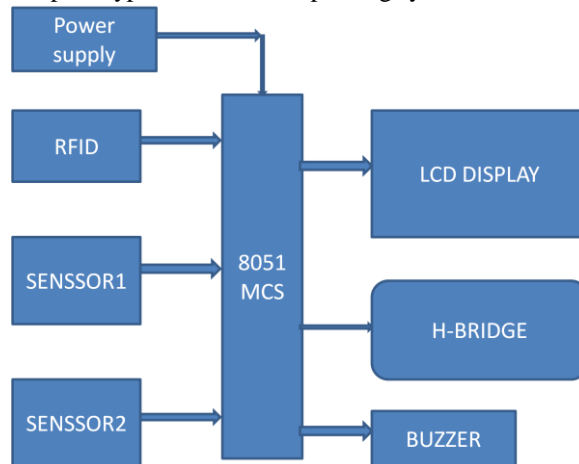 Power
supply
RFID
SENSSOR1
SENSSOR2
8051
MCS
LCD DISPLAY
H-BRIDGE
BUZZER